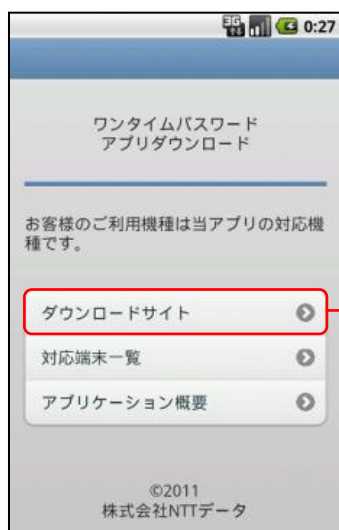 3G 0:27
ワンタイムパスワード
アプリダウンロード
お客様のご利用機種は当アプリの対応機
種です。
ダウンロードサイト
対応端末一覧
アプリケーション概要
©2011
株式会社NTTデータ